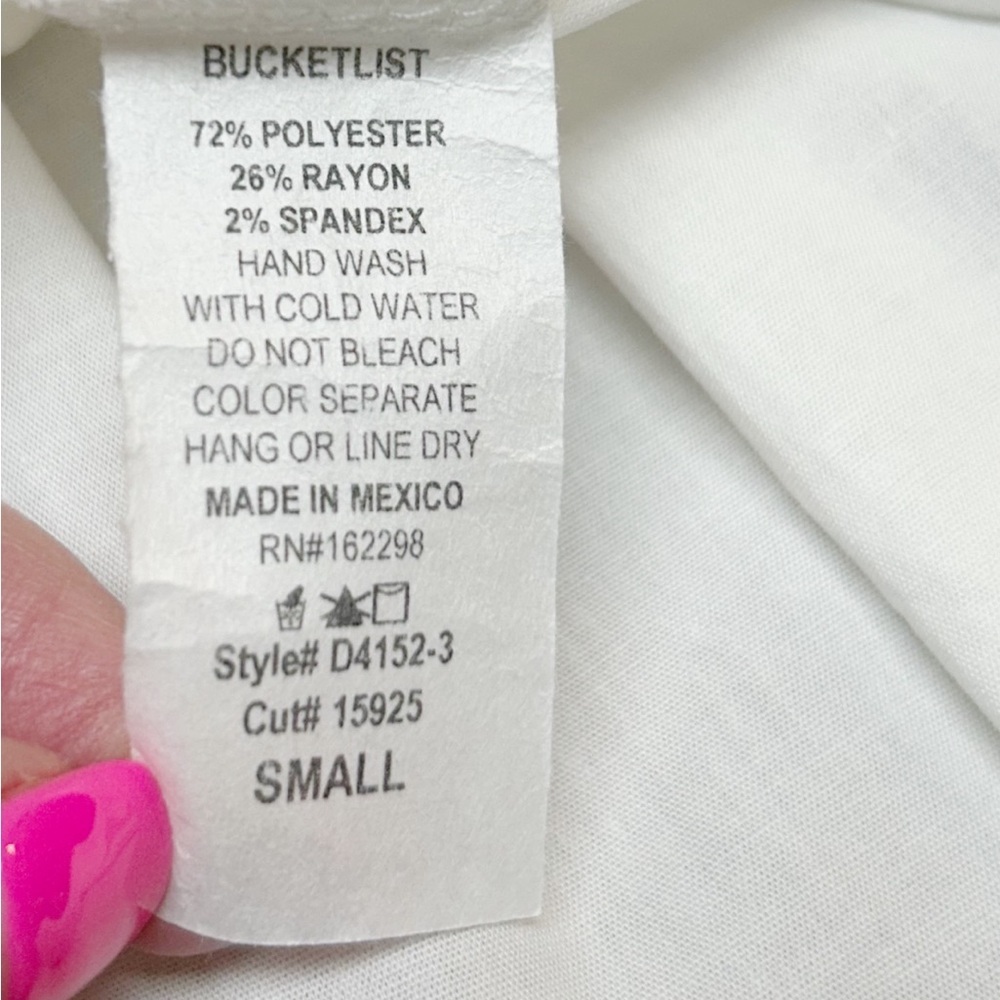 BUCKETLIST
72% POLYESTER
26% RAYON
2% SPANDEX
HAND WASH
WITH COLD WATER
DO NOT BLEACH
COLOR SEPARATE
HANG OR LINE DRY
MADE IN MEXICO
RN#162298
Style# D4152-3
Cut# 15925
SMALL